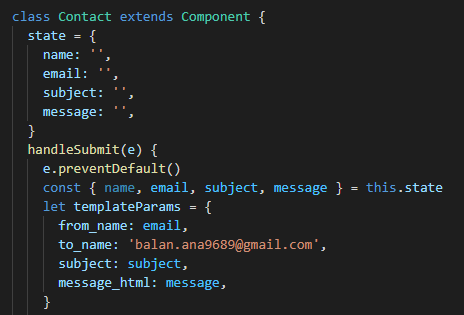 class Contact extends Component {
state = {
name: '',
email: '',
subject: '',
message: '',
}
handleSubmit(e) {
e.preventDefault()
const { name, email, subject, message } = this.state
let templateParams = {
from_name: email,
to_name: 'balan.ana9689@gmail.com',
subject: subject,
message_html: message,
}